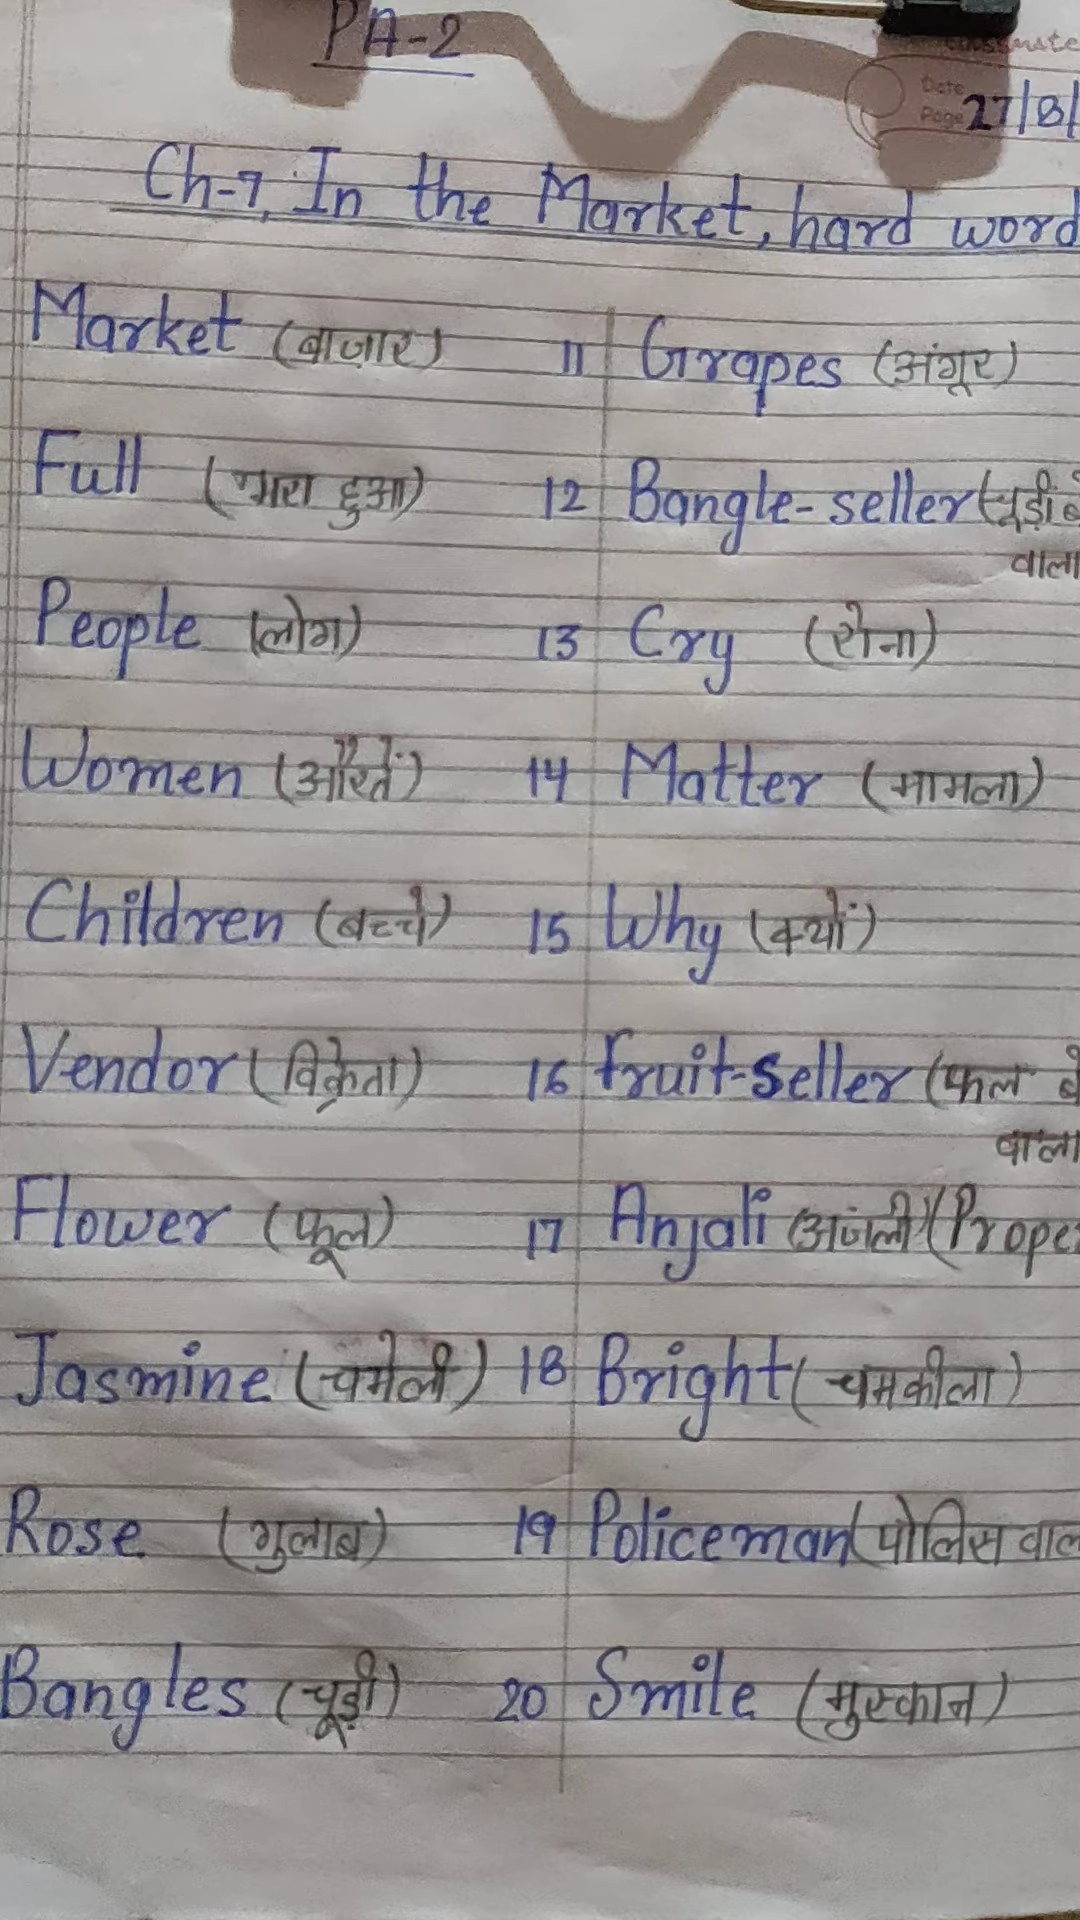 PA-2
classmate
Date
Page 27/8/
Ch-7, In the Market, hard word
Market (बाज़ार)
11 Grapes (अंगूर)
Full (भरा हुआ)
12 Bangle-seller (चूड़ी बे
वाला
People (लोग)
13 Cry (रोना)
Women (औरतें)
14 Matter (मामला)
Children (बच्चे)
15 Why (क्यों)
Vendor (विक्रेता)
16 fruit-seller (फल बे
वाला
Flower (फूल)
17 Anjali (अंजली) (Prope
Jasmine (चमेली)
18 Bright (चमकीला)
Rose (गुलाब)
19 Policeman (पोलिस वाल
Bangles (चूड़ी)
20 Smile (मुस्कान)